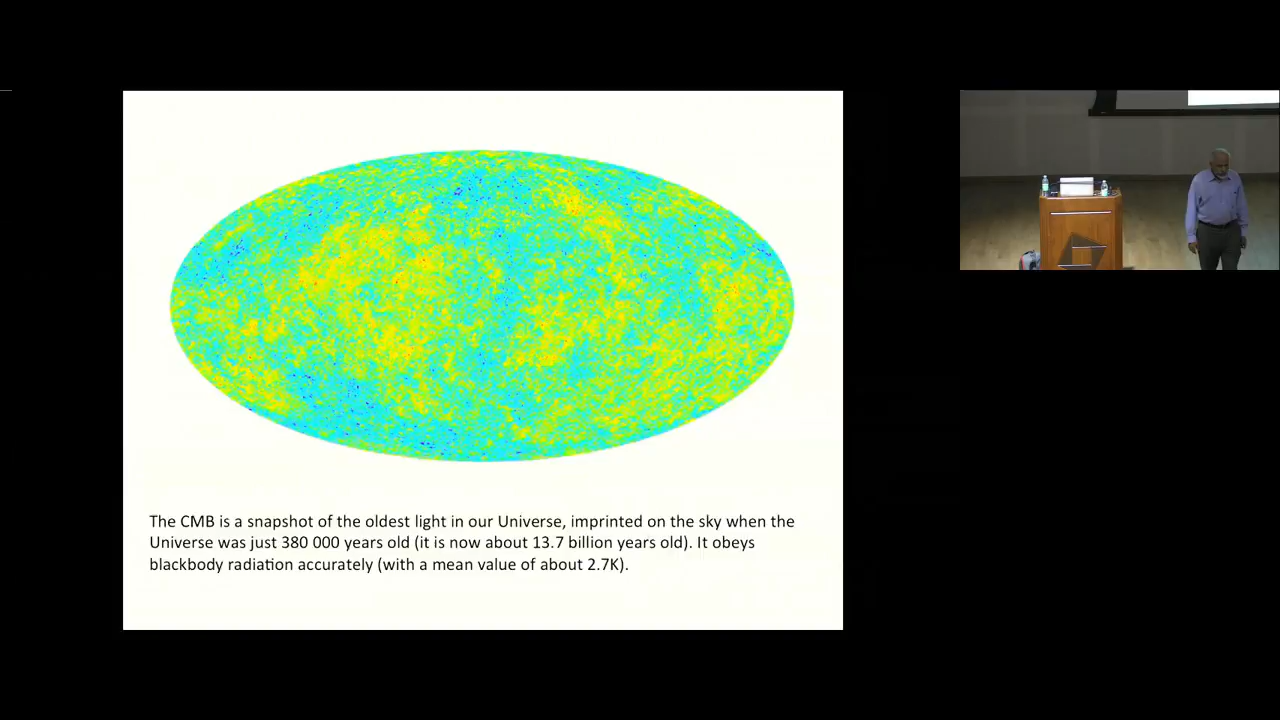 The CMB is a snapshot of the oldest light in our Universe, imprinted on the sky when the
Universe was just 380 000 years old (it is now about 13.7 billion years old). It obeys
blackbody radiation accurately (with a mean value of about 2.7K).